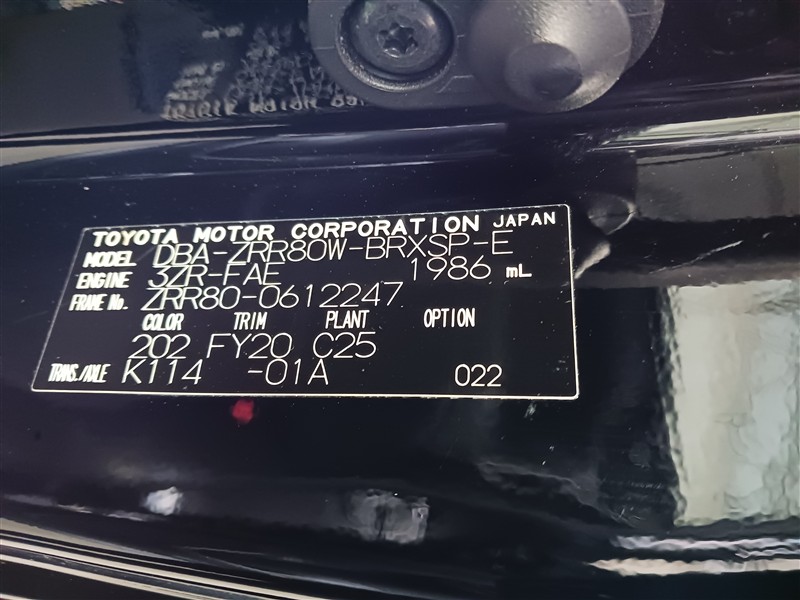 TOYOTA MOTOR CORPORATION JAPAN
MODEL DBA-ZRR80W-BRXSP-E
ENGINE 3ZR-FAE 1986 mL
FRAME No. ZRR80-0612247
COLOR TRIM PLANT OPTION
202 FY20 C25
TRANS./AXLE K114 -01A 022